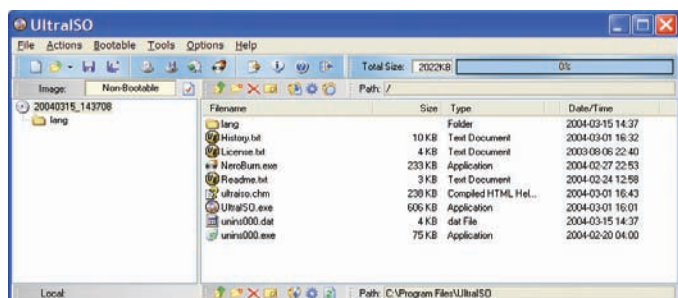 UltraISO
File Actions Bootable Tools Options Help
Total Size: 2022KB 0%
Image: Non-Bootable Path: /
20040315_143708
lang
Filename Size Type Date/Time
lang Folder 2004-03-15 14:37
History.txt 10 KB Text Document 2004-03-01 16:32
License.txt 4 KB Text Document 2003-08-06 22:40
NeroBurn.exe 233 KB Application 2004-02-27 22:53
Readme.txt 3 KB Text Document 2004-02-24 12:58
ultraiso.chm 238 KB Compiled HTML Hel... 2004-03-01 16:43
UltraISO.exe 606 KB Application 2004-03-01 16:01
unins000.dat 4 KB dat File 2004-03-15 14:37
unins000.exe 75 KB Application 2004-02-20 04:00
Local: Path: C:\Program Files\UltraISO